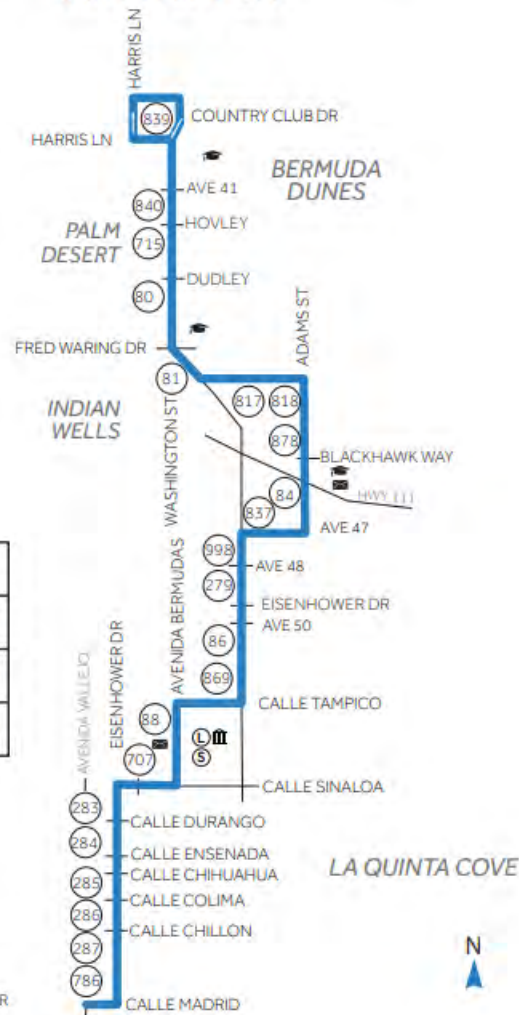 HARRIS LN
839
COUNTRY CLUB DR
HARRIS LN
BERMUDA
DUNES
AVE 41
840
HOVLEY
PALM
DESERT
715
DUDLEY
80
ADAMS ST
FRED WARING DR
81
817
818
INDIAN
WELLS
WASHINGTON ST
878
BLACKHAWK WAY
84
HWY 111
837
AVE 47
998
AVE 48
279
EISENHOWER DR
AVE 50
86
AVENIDA BERMUDAS
869
EISENHOWER DR
CALLE TAMPICO
AVENIDA VALLEJO
88
L
S
707
CALLE SINALOA
283
CALLE DURANGO
284
CALLE ENSENADA
LA QUINTA COVE
CALLE CHIHUAHUA
285
CALLE COLIMA
286
CALLE CHILLON
287
N
786
R
CALLE MADRID